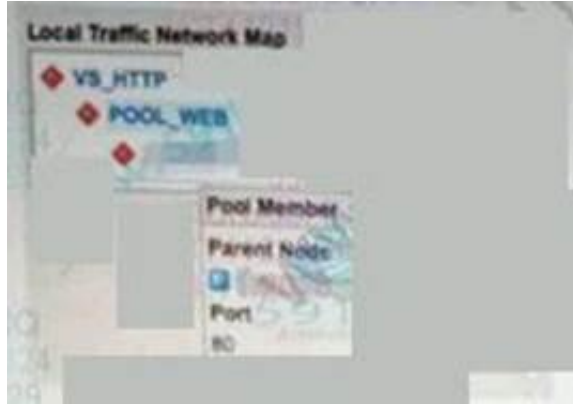 Local Traffic Network Map
VS_HTTP
POOL_WEB
Pool Member
Parent Node
Port
80